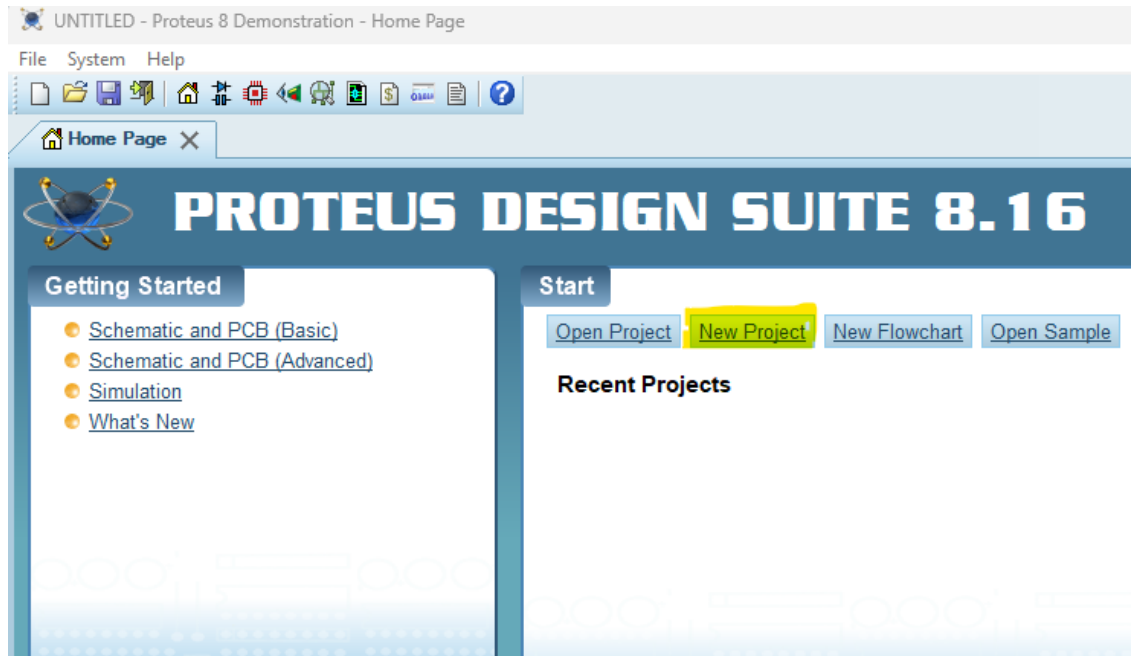 UNTITLED - Proteus 8 Demonstration - Home Page
File System Help
Home Page
PROTEUS DESIGN SUITE 8.16
Getting Started
Schematic and PCB (Basic)
Schematic and PCB (Advanced)
Simulation
What's New
Start
Open Project New Project New Flowchart Open Sample
Recent Projects